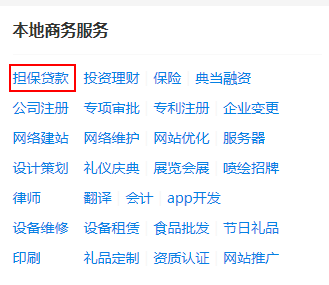 本地商务服务
担保贷款 投资理财 保险 典当融资
公司注册 专项审批 专利注册 企业变更
网络建站 网络维护 网站优化 服务器
设计策划 礼仪庆典 展览会展 喷绘招牌
律师 翻译 会计 app开发
设备维修 设备租赁 食品批发 节日礼品
印刷 礼品定制 资质认证 网站推广